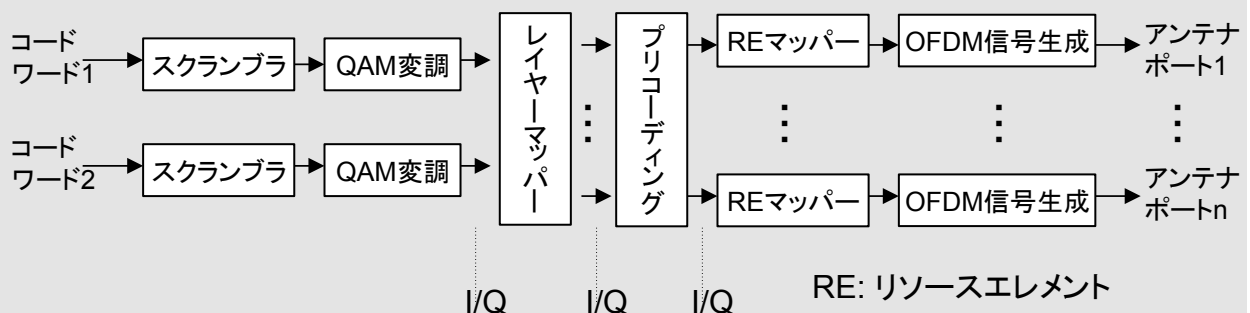 コード
ワード1
スクランブラ
QAM変調
レイヤーマッパー
プリコーディング
REマッパー
OFDM信号生成
アンテナ
ポート1
コード
ワード2
スクランブラ
QAM変調
REマッパー
OFDM信号生成
アンテナ
ポートn
I/Q
I/Q
I/Q
RE: リソースエレメント